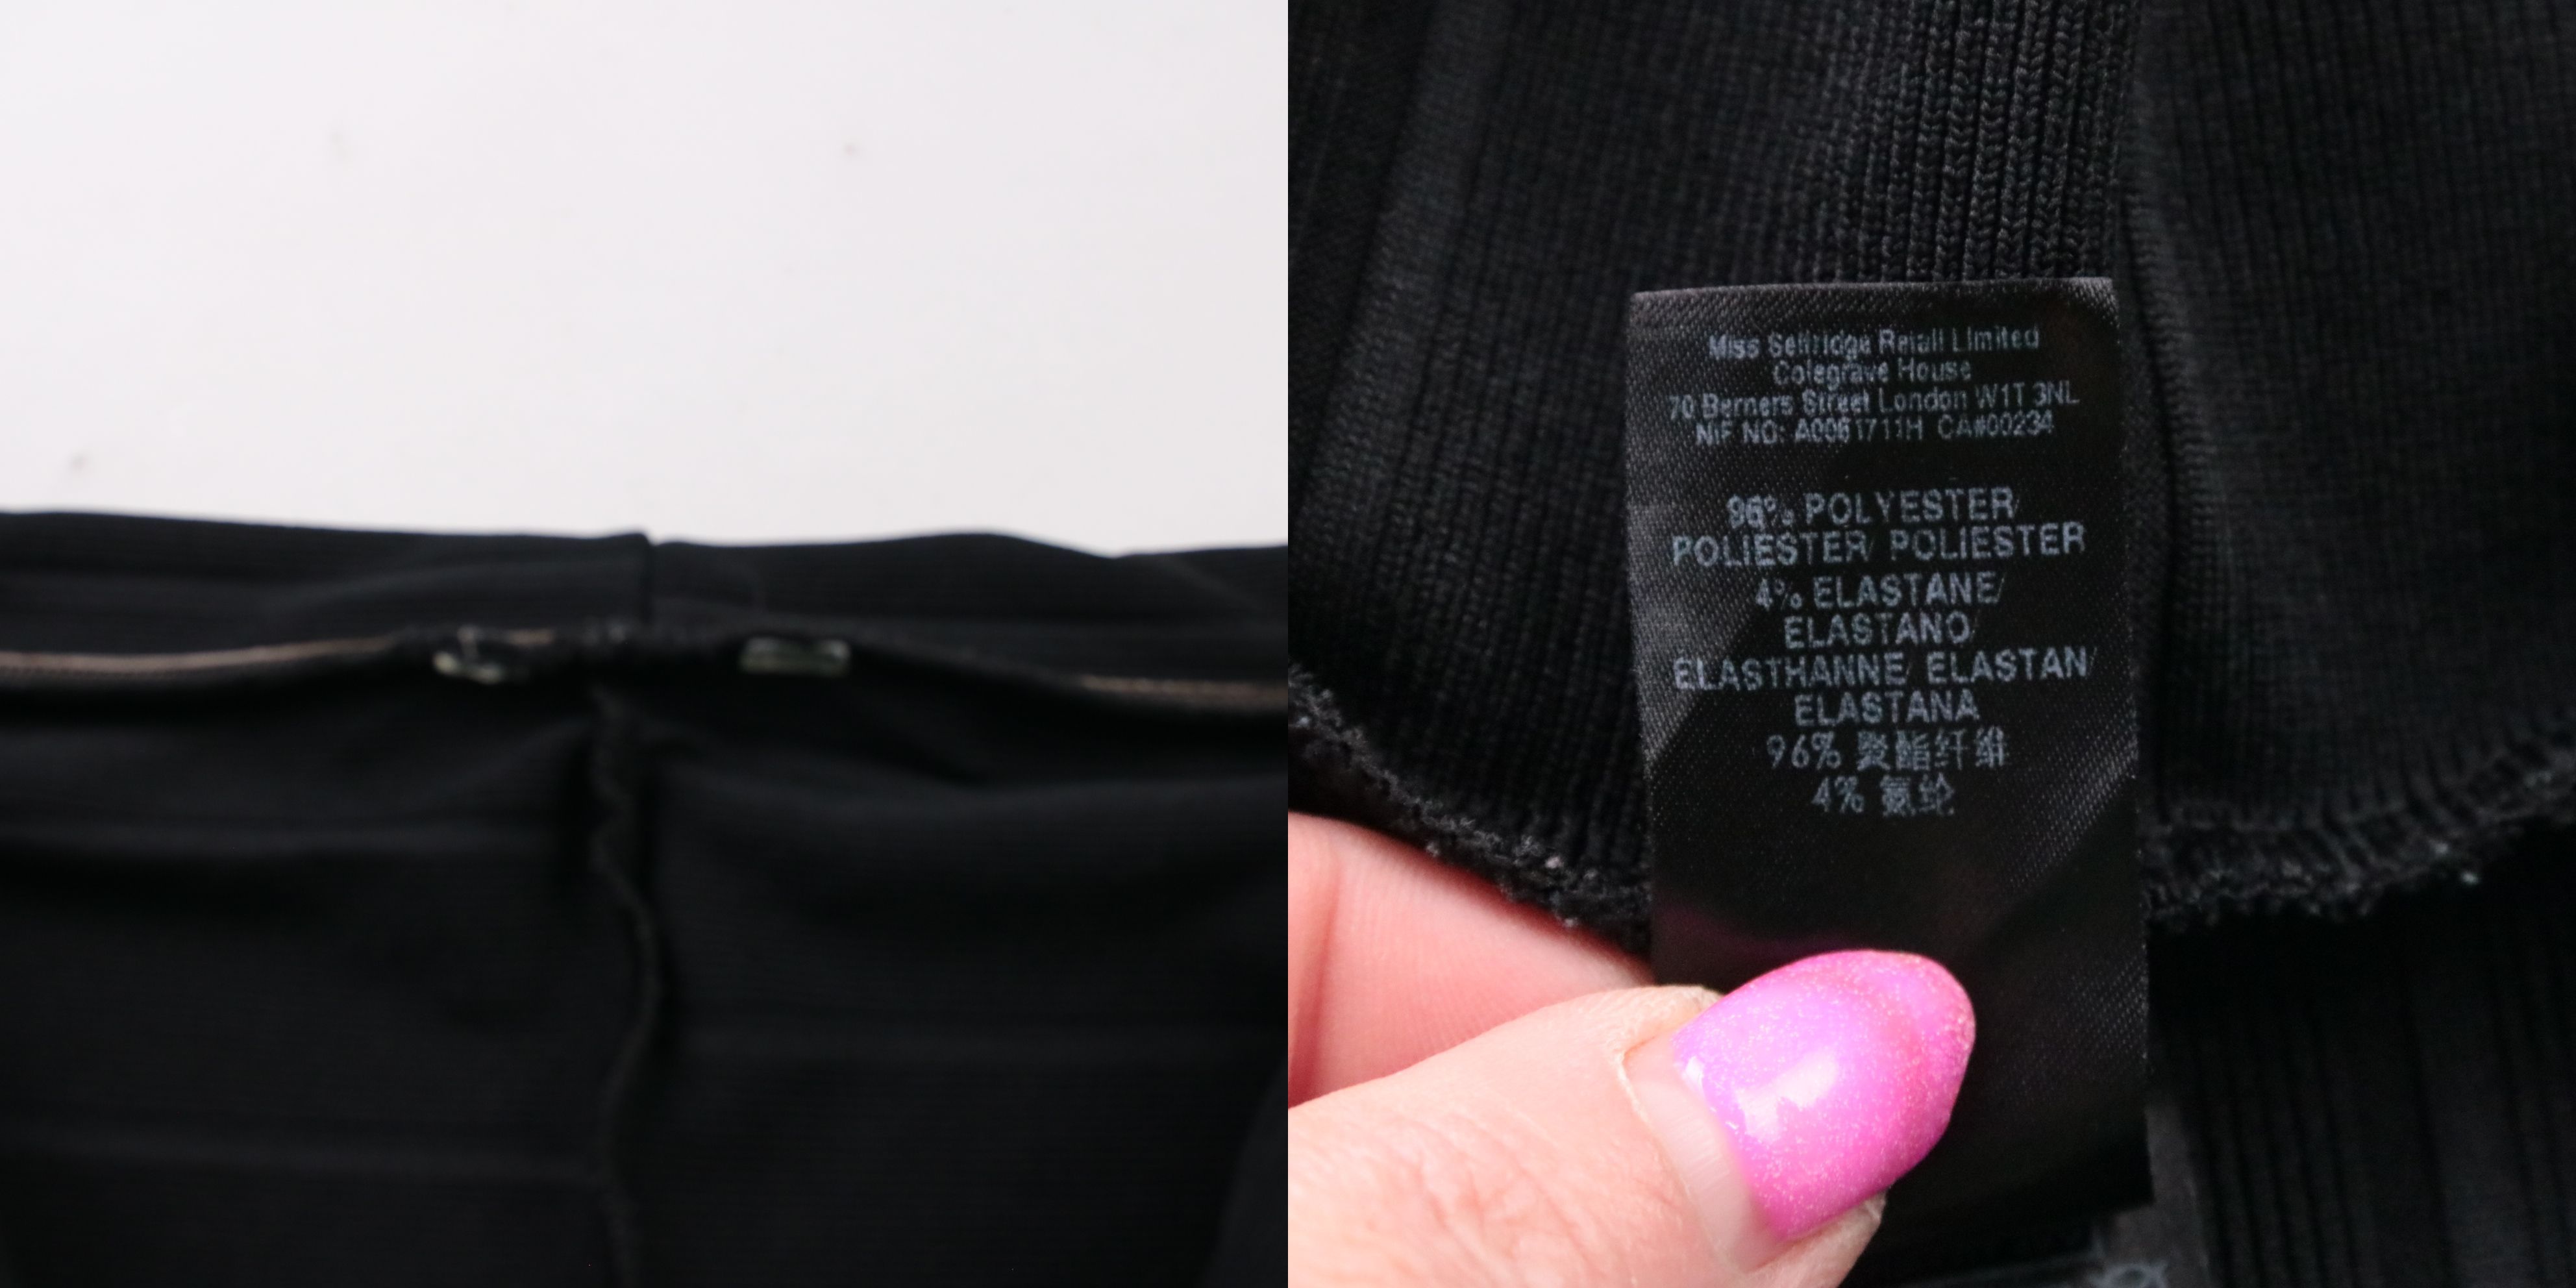 Miss Selfridge Retail Limited
Colegrave House
70 Berners Street London W1T 3NL
NIF NO: A0061711H CA#00234
96% POLYESTER/
POLIESTER/ POLIESTER
4% ELASTANE/
ELASTANO/
ELASTHANNE/ ELASTAN/
ELASTANA
96% 聚酯纤维
4% 氨纶